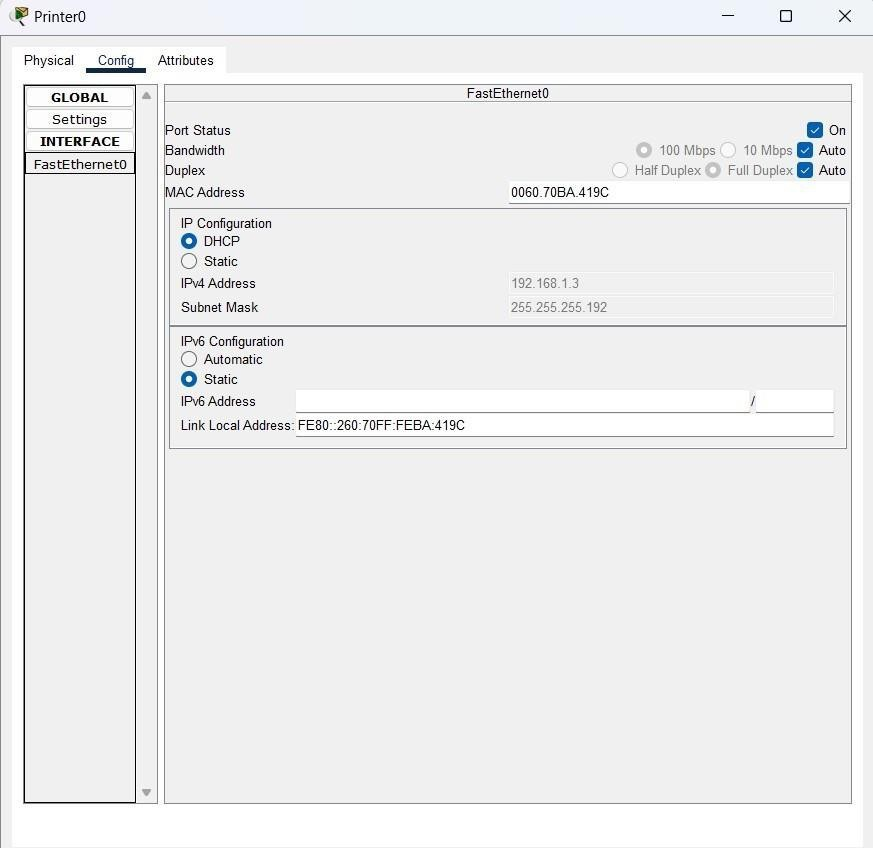 Printer0
Physical Config Attributes
GLOBAL
Settings
INTERFACE
FastEthernet0
FastEthernet0
Port Status On
Bandwidth 100 Mbps 10 Mbps Auto
Duplex Half Duplex Full Duplex Auto
MAC Address 0060.70BA.419C
IP Configuration
DHCP
Static
IPv4 Address 192.168.1.3
Subnet Mask 255.255.255.192
IPv6 Configuration
Automatic
Static
IPv6 Address /
Link Local Address: FE80::260:70FF:FEBA:419C